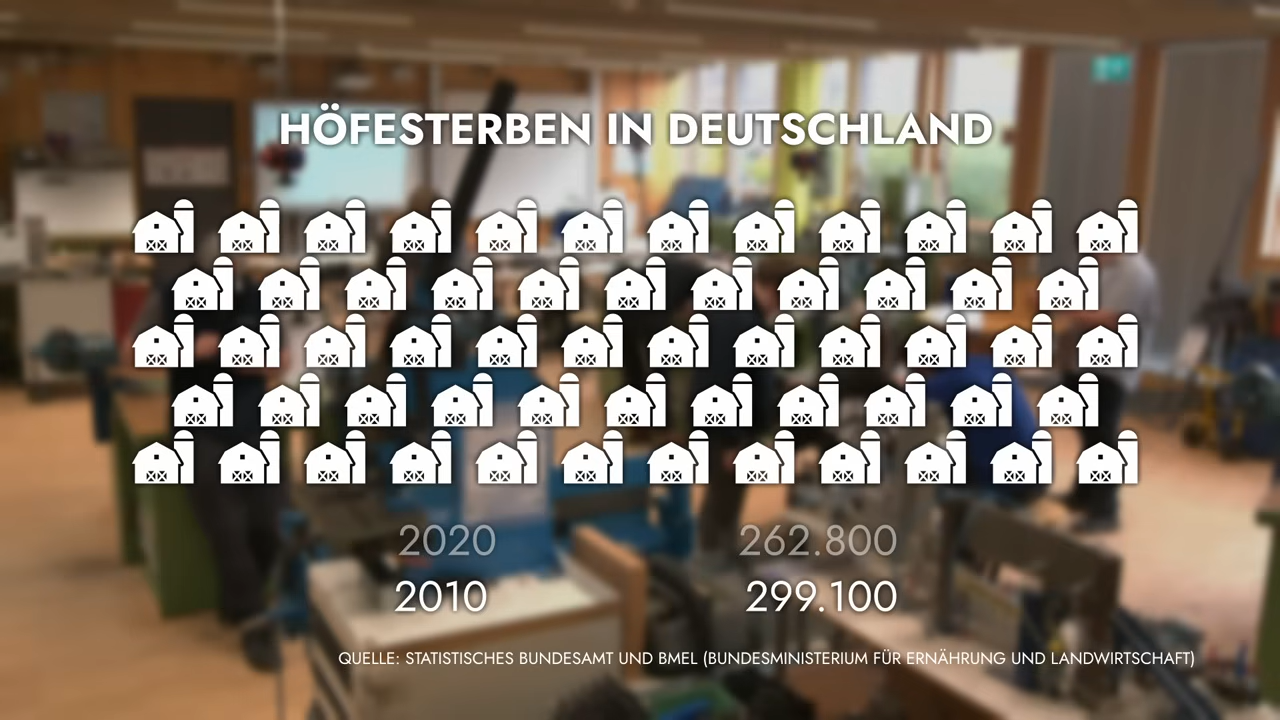 HÖFESTERBEN IN DEUTSCHLAND
2020 262.800
2010 299.100
QUELLE: STATISTISCHES BUNDESAMT UND BMEL (BUNDESMINISTERIUM FÜR ERNÄHRUNG UND LANDWIRTSCHAFT)